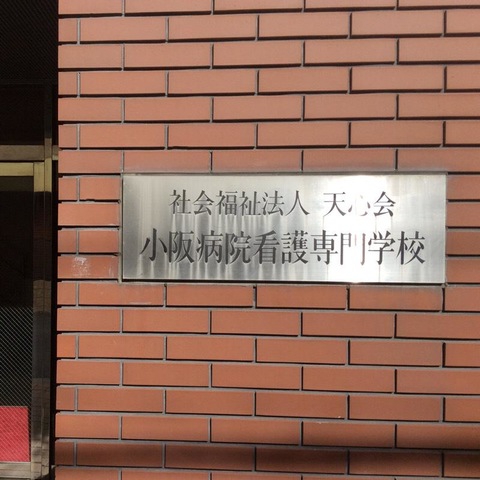 社会福祉法人 天心会
小阪病院看護専門学校